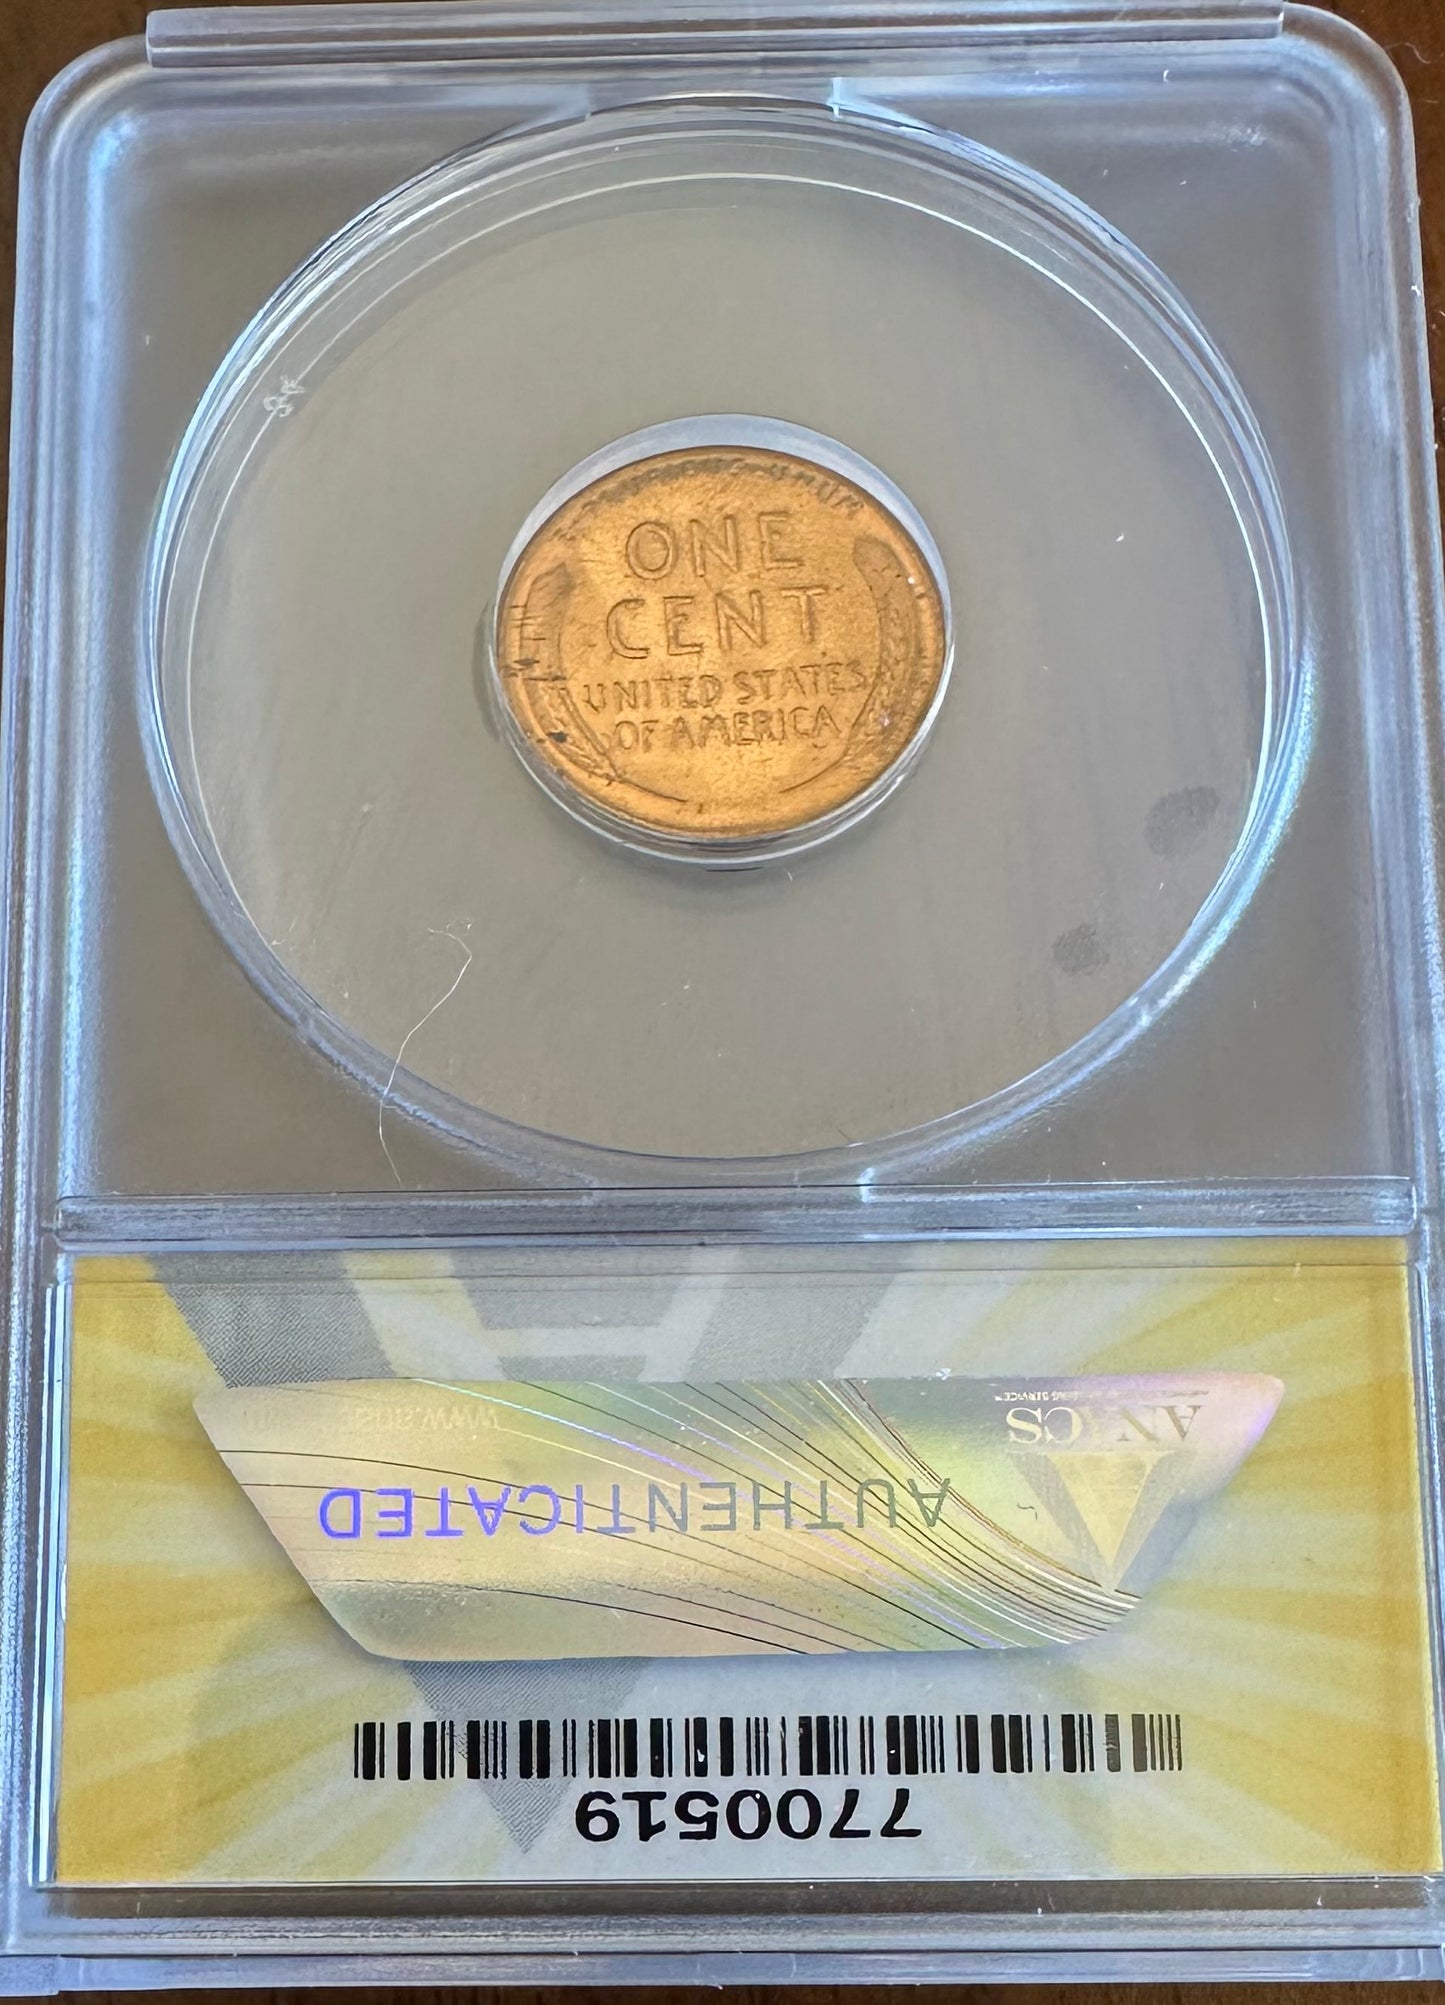 E·PLURIBUS·UNUM
ONE
CENT
UNITED STATES
OF AMERICA
ANACS
AUTHENTICATED
7700519